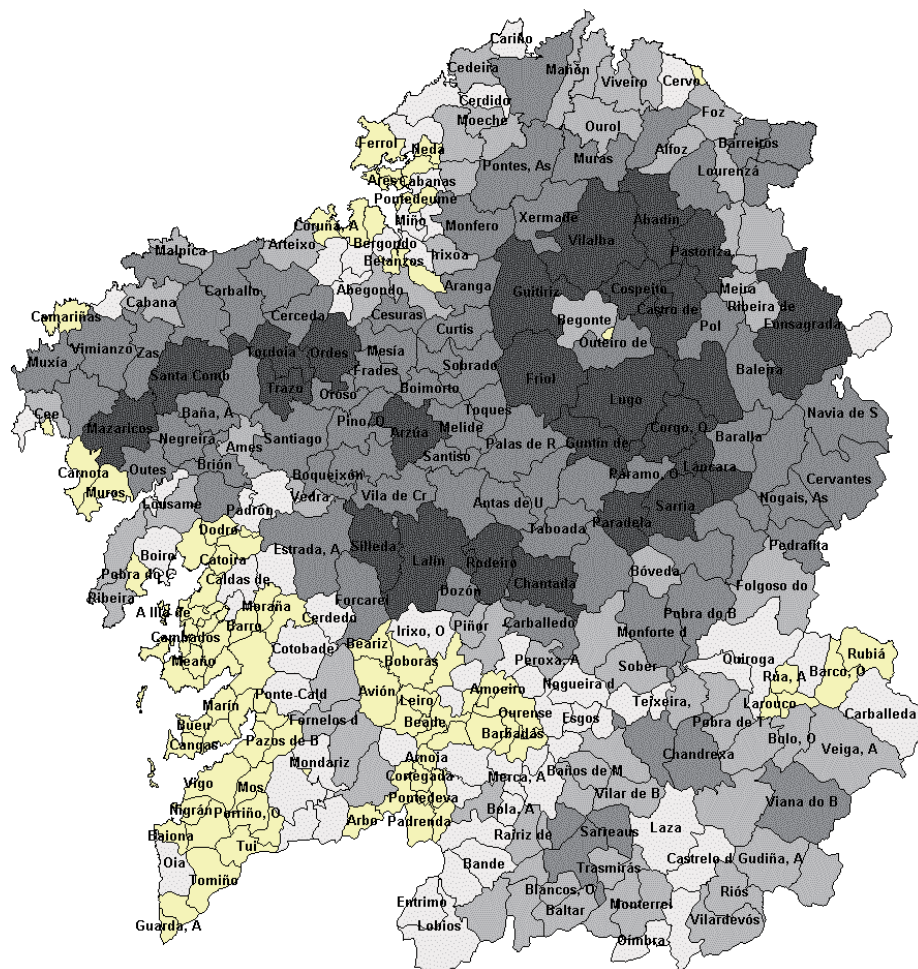 Cariño
Cedeira
Mañón
Viveiro
Cervo
Cerdido
Moeche
Ourol
Foz
Ferrol
Neda
Pontes, As
Muras
Alfoz
Barreiros
Lourenzá
Ares
Cabanas
Pontedeume
Miño
Monfero
Xermade
Vilalba
Abadín
Pastoriza,
Coruña, A
Arteixo
Bergondo
Betanzos
Irixoa
Malpica
Carballo
Abegondo
Aranga
Guitiriz
Cospeito
Meira
Ribeira de
Camariñas
Cabana
Cerceda
Cesuras
Begonte
Castro de
Pol
Fonsagrada
Curtis
Outeiro de
Muxía
Vimianzo
Zas
Tordoia
Ordes
Mesía
Frades
Sobrado
Friol
Baleira
Santa Comb
Trazo
Oroso
Boimorto
Lugo
Cee
Mazaricos
Baña, A
Pino, O
Arzúa
Toques
Melide
Navia de S
Negreira,
Ames
Santiago
Santiso
Palas de R
Guntín de
Corgo, O
Baralla
Carnota
Outes
Brión
Boqueixón
Páramo, O
Láncara
Cervantes
Muros
Lousame
Padrón
Vedra
Vila de Cr
Antas de U
Paradela
Sarria
Nogais, As
Dodro
Estrada, A
Silleda
Lalín
Rodeiro
Taboada
Pedrafita
Boiro
Catoira
Bóveda
Pobra do C
Caldas de
Dozón
Chantada
Folgoso do
Ribeira
A Illa de
Moraña
Cerdedo
Forcarei
Piñor
Carballedo
Pobra do B
Cambados
Barro
Beariz
Irixo, O
Monforte d
Meaño
Cotobade
Boborás
Peroxa, A
Sober
Quiroga
Rubiá
Ponte-Cald
Avión
Leiro
Amoeiro
Nogueira d
Teixeira,
Rúa, A
Barco, O
Marín
Bueu
Fornelos d
Beade
Ourense
Esgos
Larouco
Carballeda
Cangas
Pazos de B
Barbadás
Pobra de T
Bolo, O
Veiga, A
Mondariz
Arnoia
Chandrexa
Vigo
Mos
Cortegada
Merca, A
Baños de M
Nigrán
Porriño, O
Pontedeva
Bola, A
Vilar de B
Viana do B
Baiona
Tui
Arbo
Padrenda
Rairiz de
Sarreaus
Laza
Oia
Bande
Trasmirás
Castrelo d
Gudiña, A
Tomiño
Entrimo
Blancos, O
Riós
Guarda, A
Lobios
Baltar
Monterrei
Vilardevós
Oímbra